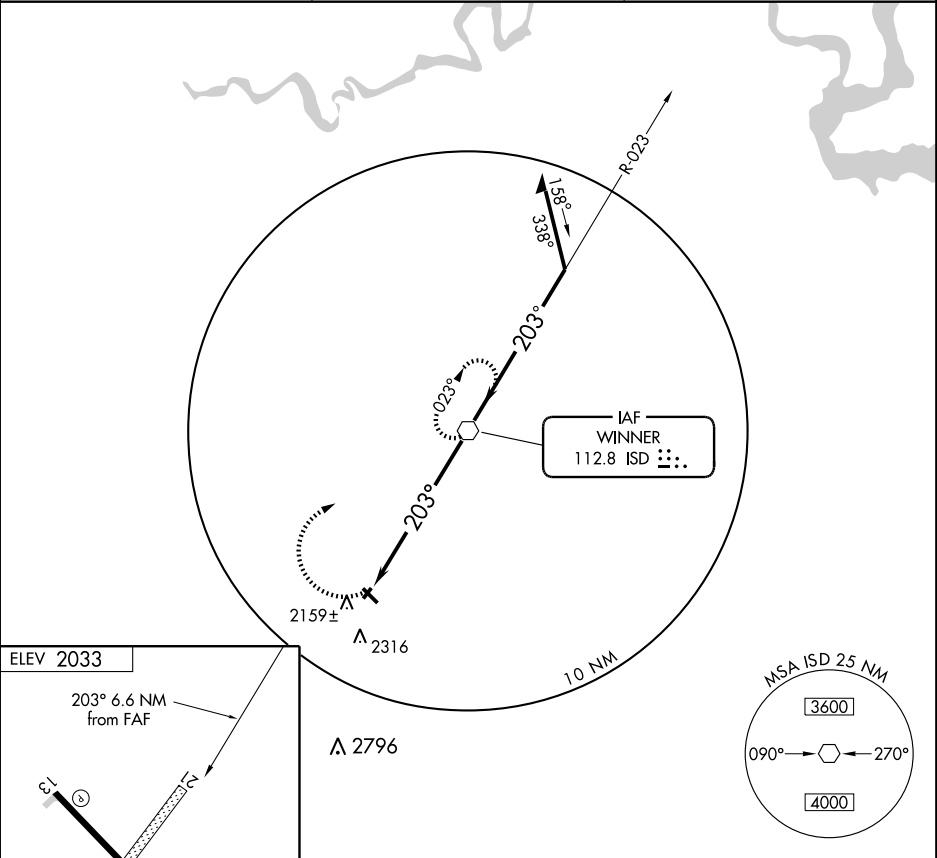 R-023
158°
338°
203°
023°
IAF
WINNER
112.8 ISD
203°
2159±
2316
10 NM
2796
ELEV 2033
203° 6.6 NM
from FAF
13
P
21
MSA ISD 25 NM
3600
090°
270°
4000